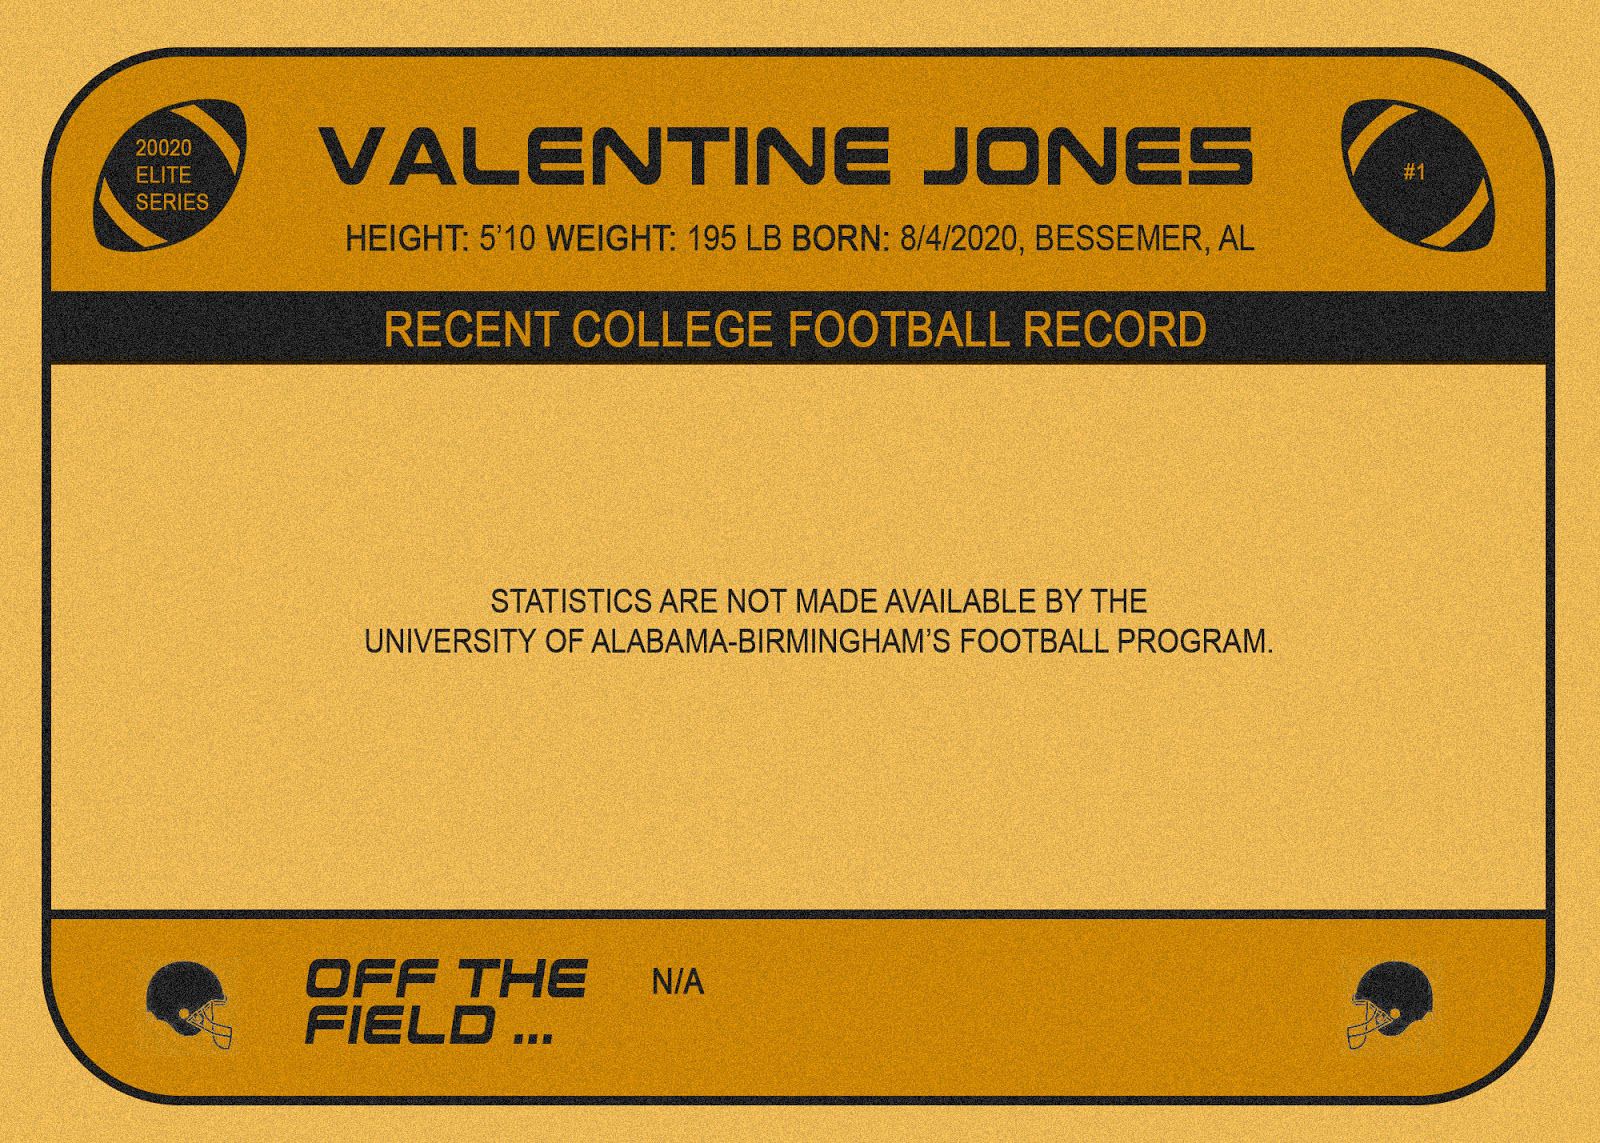 20020
ELITE
SERIES
VALENTINE JONES
#1
HEIGHT: 5’10 WEIGHT: 195 LB BORN: 8/4/2020, BESSEMER, AL
RECENT COLLEGE FOOTBALL RECORD
STATISTICS ARE NOT MADE AVAILABLE BY THE
UNIVERSITY OF ALABAMA-BIRMINGHAM’S FOOTBALL PROGRAM.
OFF THE
FIELD ...
N/A